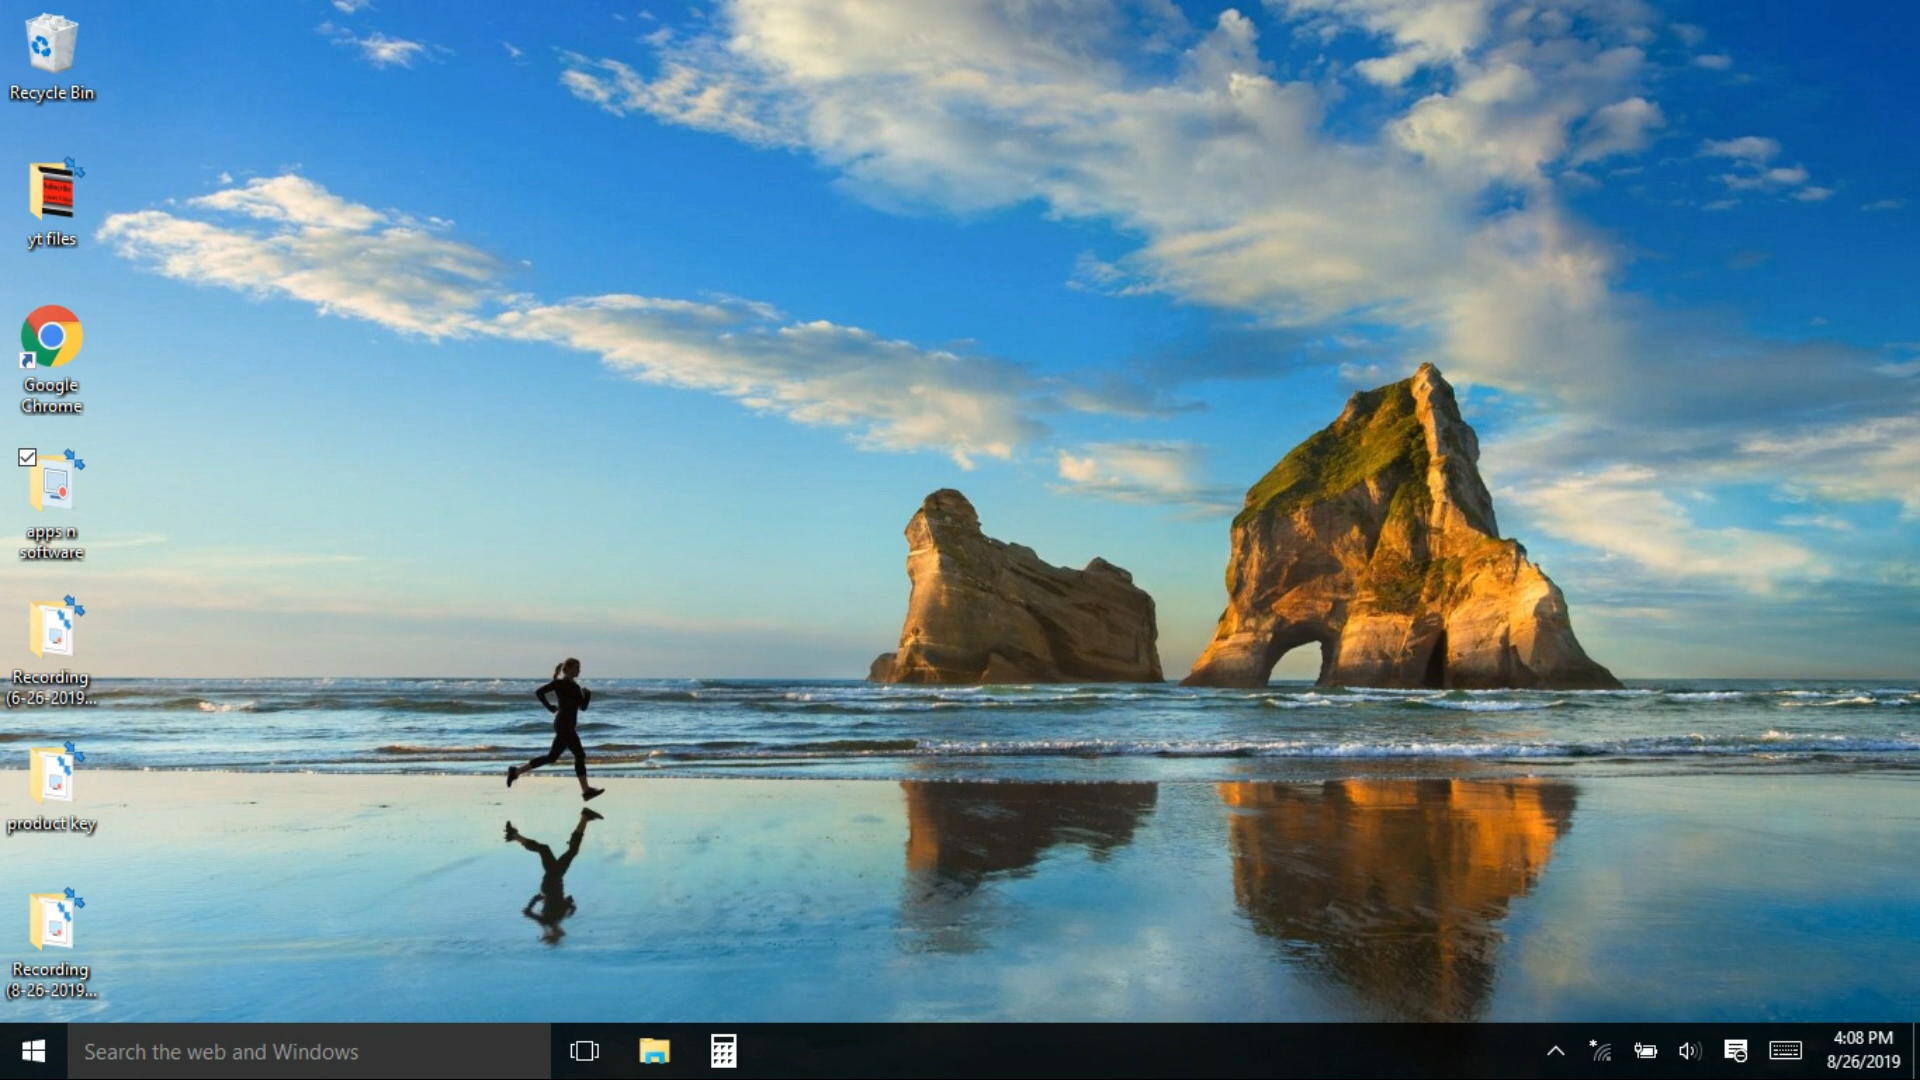 Recycle Bin
yt files
Google
Chrome
apps n
software
Recording
(6-26-2019...
product key
Recording
(8-26-2019...
Search the web and Windows
4:08 PM
8/26/2019